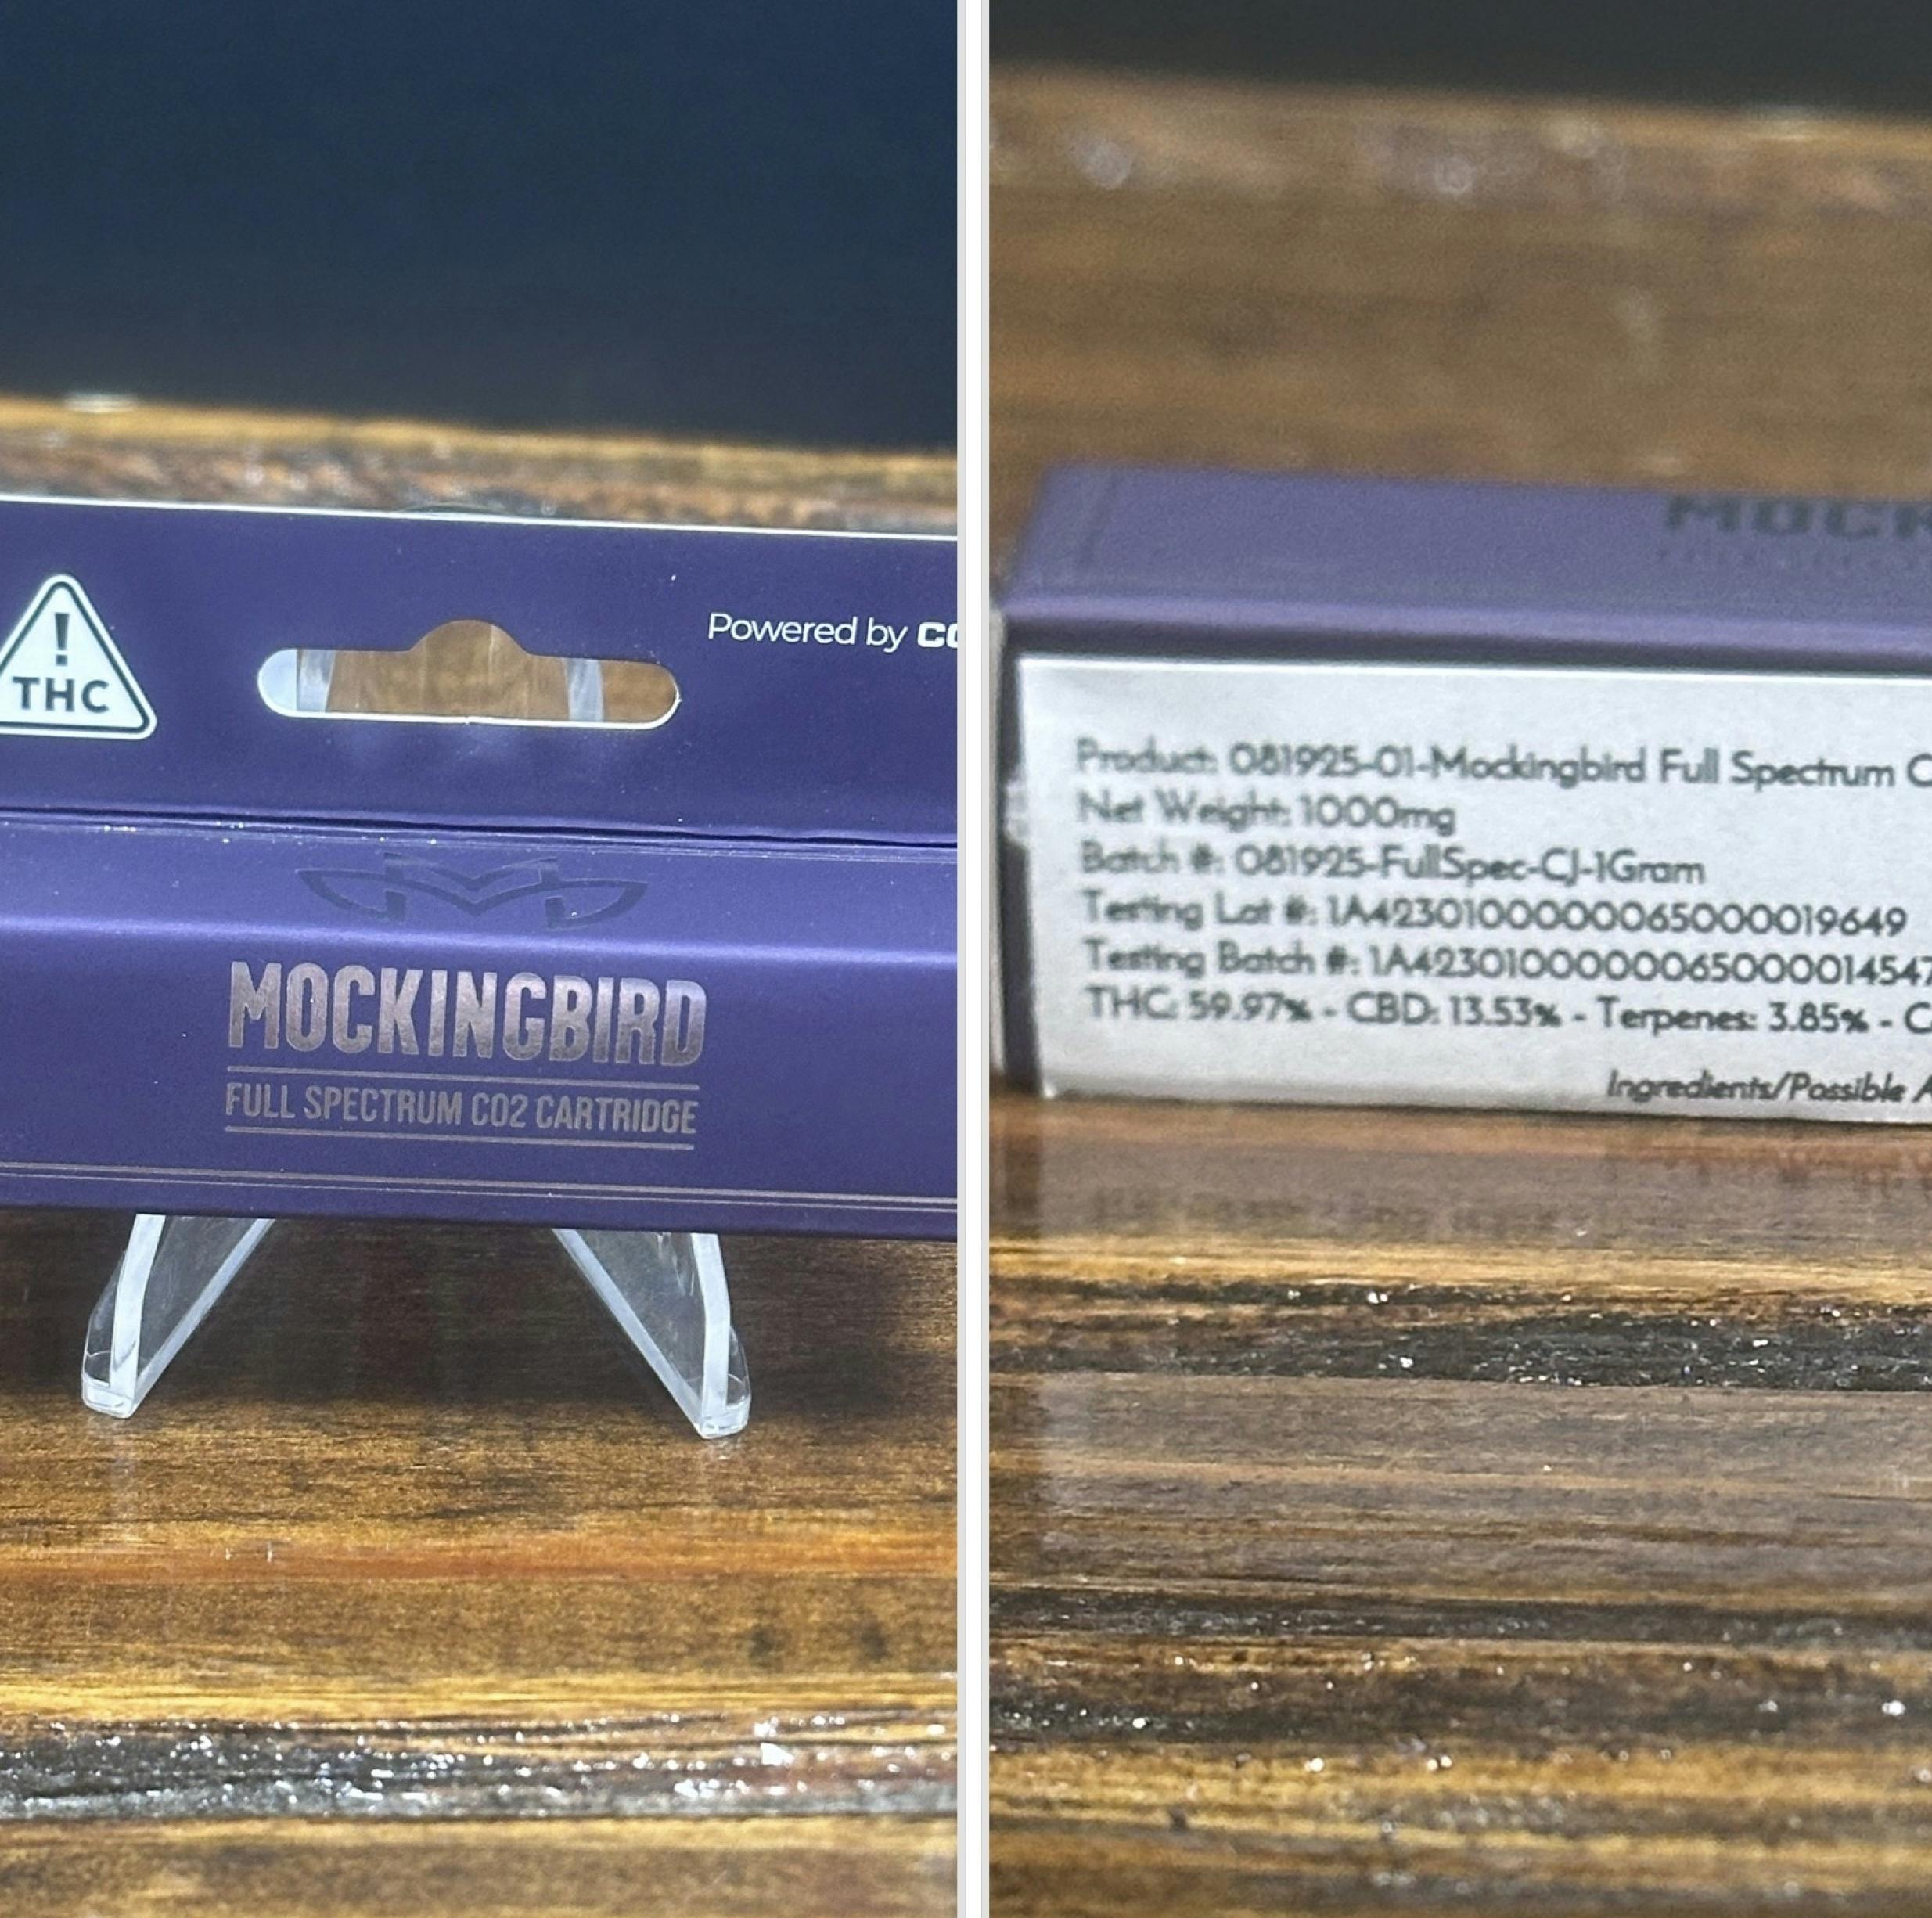 !
THC
Powered by
MOCKINGBIRD
FULL SPECTRUM CO2 CARTRIDGE
MOCK
Product: 081925-01-Mockingbird Full Spectrum
Net Weight: 1000mg
Batch #: 081925-FullSpec-CJ-1Gram
Testing Lot #: 1A4230100000065000019649
Testing Batch #:
THC: 59.97% - CBD: 13.53% - Terpenes: 3.85% -
Ingredients/Possible